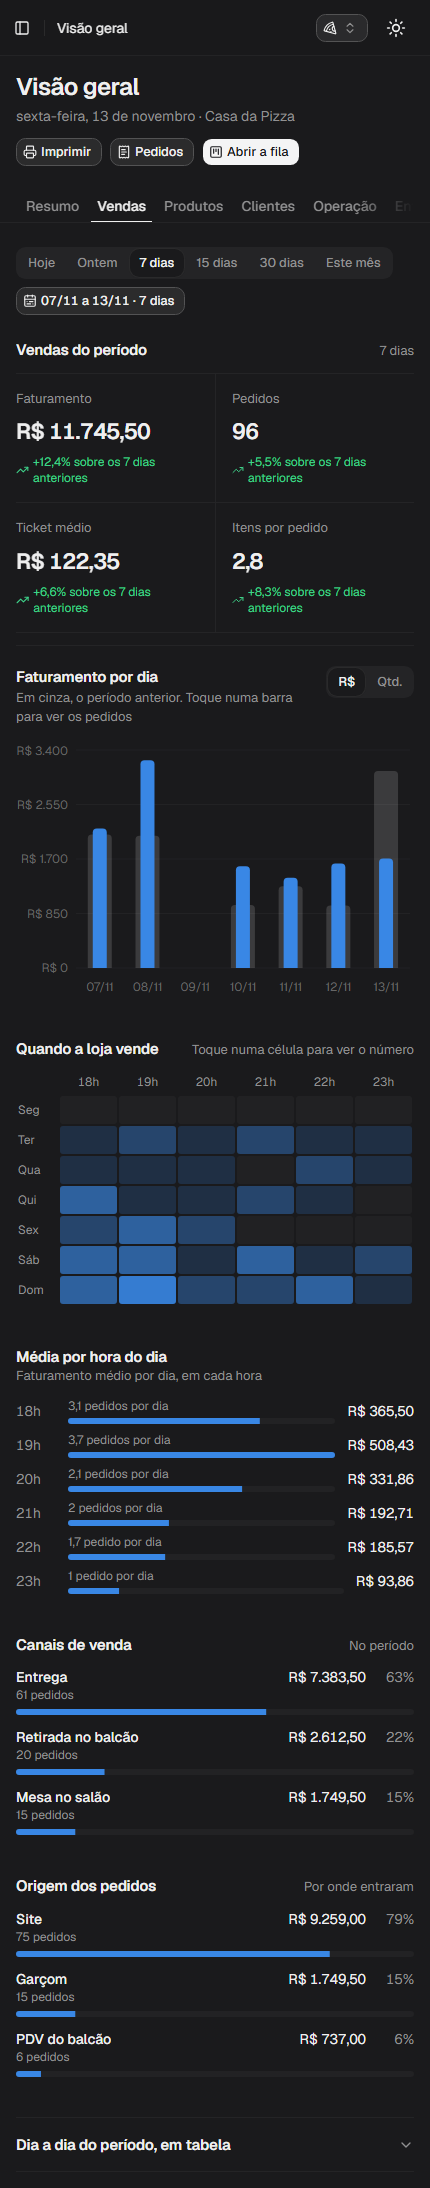 Visão geral
Visão geral
sexta-feira, 13 de novembro · Casa da Pizza
Imprimir
Pedidos
Abrir a fila
Resumo
Vendas
Produtos
Clientes
Operação
En
Hoje
Ontem
7 dias
15 dias
30 dias
Este mês
07/11 a 13/11 · 7 dias
Vendas do período
7 dias
Faturamento
R$ 11.745,50
+12,4% sobre os 7 dias
anteriores
Pedidos
96
+5,5% sobre os 7 dias
anteriores
Ticket médio
R$ 122,35
+6,6% sobre os 7 dias
anteriores
Itens por pedido
2,8
+8,3% sobre os 7 dias
anteriores
Faturamento por dia
Em cinza, o período anterior. Toque numa barra
para ver os pedidos
R$
Qtd.
R$ 3.400
R$ 2.550
R$ 1.700
R$ 850
R$ 0
07/11
08/11
09/11
10/11
11/11
12/11
13/11
Quando a loja vende
Toque numa célula para ver o número
18h
19h
20h
21h
22h
23h
Seg
Ter
Qua
Qui
Sex
Sáb
Dom
Média por hora do dia
Faturamento médio por dia, em cada hora
18h
3,1 pedidos por dia
R$ 365,50
19h
3,7 pedidos por dia
R$ 508,43
20h
2,1 pedidos por dia
R$ 331,86
21h
2 pedidos por dia
R$ 192,71
22h
1,7 pedido por dia
R$ 185,57
23h
1 pedido por dia
R$ 93,86
Canais de venda
No período
Entrega
R$ 7.383,50
63%
61 pedidos
Retirada no balcão
R$ 2.612,50
22%
20 pedidos
Mesa no salão
R$ 1.749,50
15%
15 pedidos
Origem dos pedidos
Por onde entraram
Site
R$ 9.259,00
79%
75 pedidos
Garçom
R$ 1.749,50
15%
15 pedidos
PDV do balcão
R$ 737,00
6%
6 pedidos
Dia a dia do período, em tabela